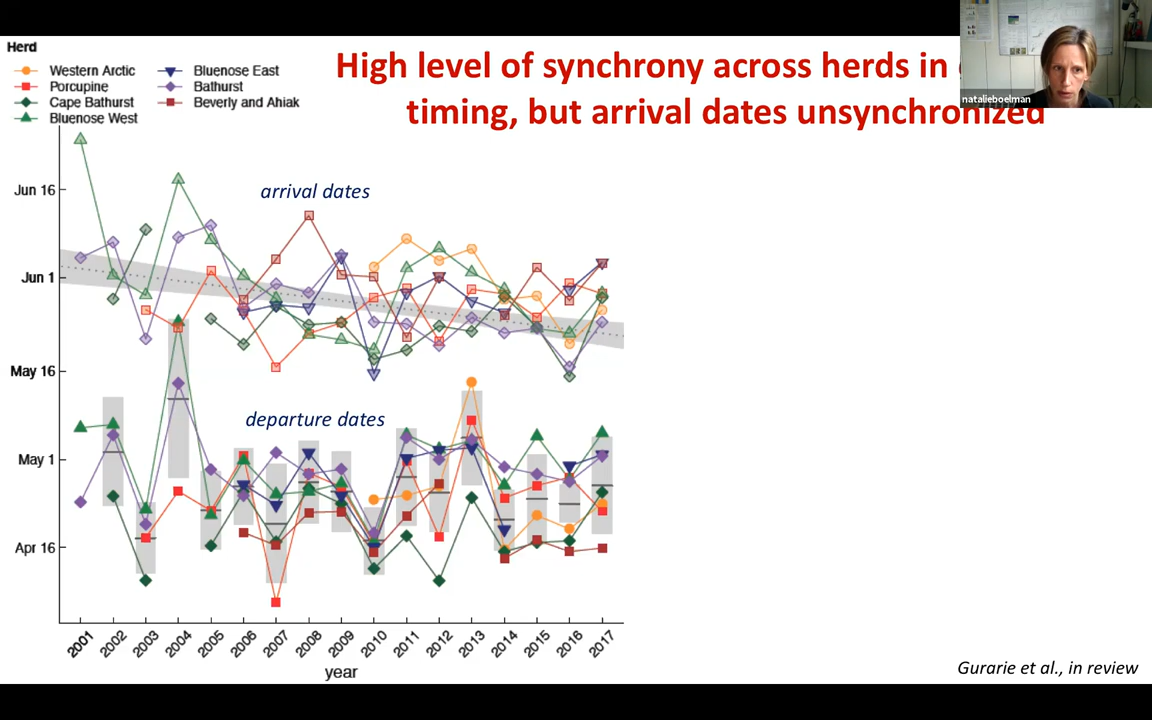 Herd
Western Arctic
Porcupine
Cape Bathurst
Bluenose West
Bluenose East
Bathurst
Beverly and Ahiak
High level of synchrony across herds in
timing, but arrival dates unsynchronized
natalieboelman
arrival dates
departure dates
Jun 16
Jun 1
May 16
May 1
Apr 16
2001 2002 2003 2004 2005 2006 2007 2008 2009 2010 2011 2012 2013 2014 2015 2016 2017
year
Gurarie et al., in review